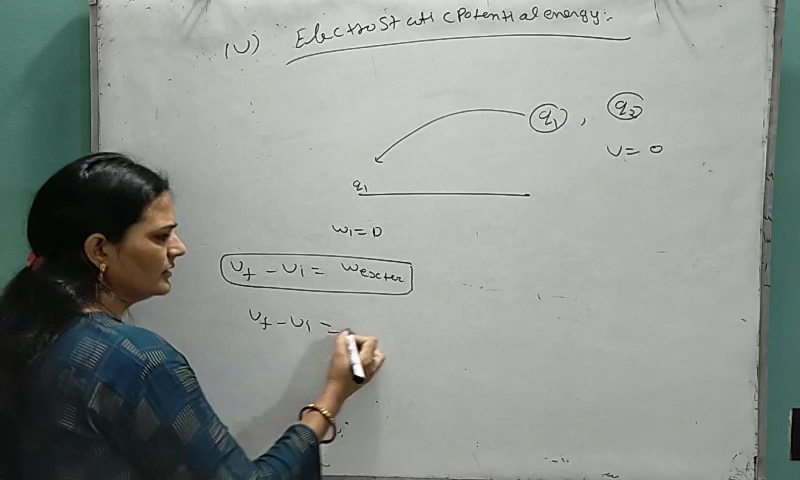 (U) Electrostatic Potential energy:
q1 , q2
U = 0
q1
W1 = 0
Uf - Ui = Wexter
Uf - Ui =